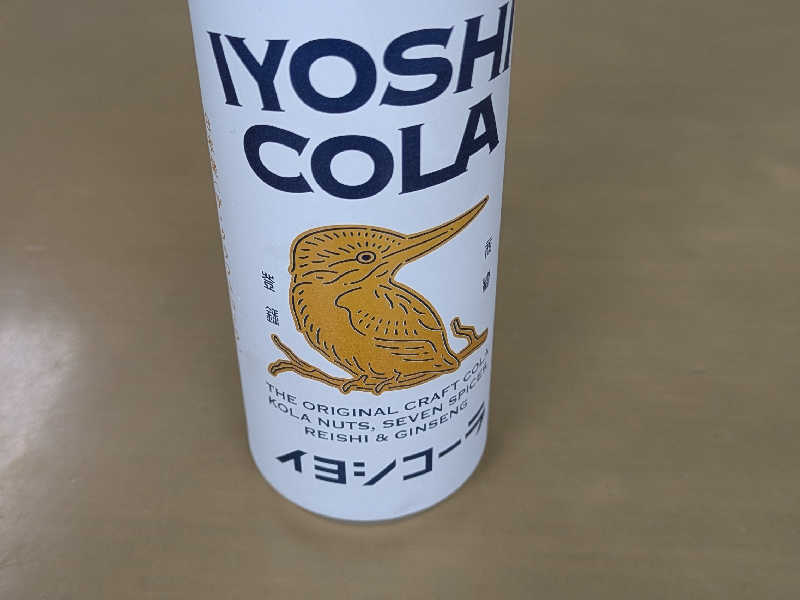 IYOSHI
COLA
THE ORIGINAL CRAFT COLA
KOLA NUTS, SEVEN SPICES
REISHI & GINSENG
イヨシコーラ